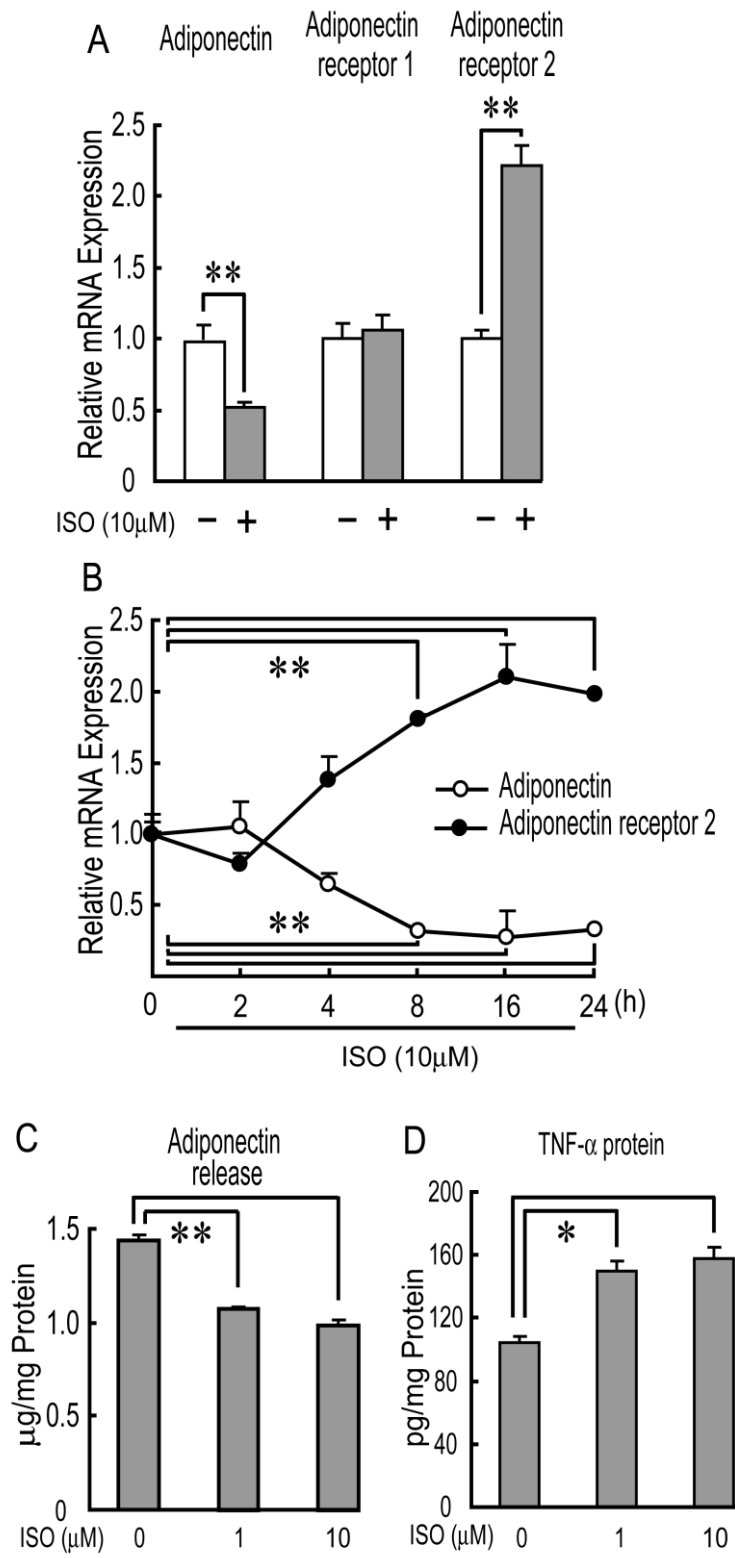 A
Adiponectin
Adiponectin
receptor 1
Adiponectin
receptor 2
Relative mRNA Expression
2.5
2.0
1.5
1.0
0.5
0
**
**
ISO (10μM)
− + − + − +
B
Relative mRNA Expression
2.5
2.0
1.5
1.0
0.5
**
Adiponectin
Adiponectin receptor 2
**
0 2 4 8 16 24 (h)
ISO (10μM)
C
Adiponectin
release
μg/mg Protein
1.5
1.0
0.5
0
**
ISO (μM) 0 1 10
D
TNF-α protein
pg/mg Protein
200
160
120
80
40
0
*
ISO (μM) 0 1 10